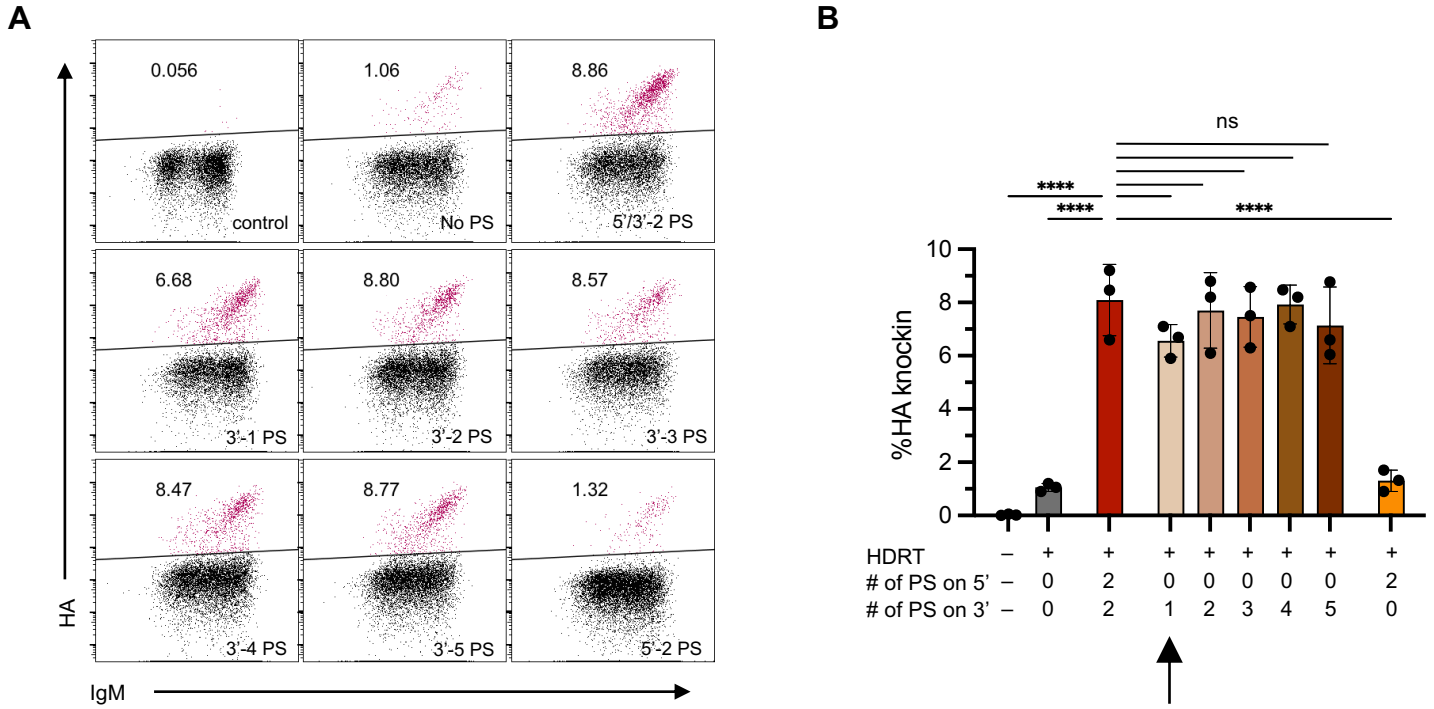 A
0.056
control
1.06
No PS
8.86
5’/3’-2 PS
6.68
3’-1 PS
8.80
3’-2 PS
8.57
3’-3 PS
8.47
3’-4 PS
8.77
3’-5 PS
1.32
5’-2 PS
HA
IgM
B
ns
****
****
****
%HA knockin
10
8
6
4
2
0
HDRT – + + + + + + + +
# of PS on 5’ – 0 2 0 0 0 0 0 2
# of PS on 3’ – 0 2 1 2 3 4 5 0